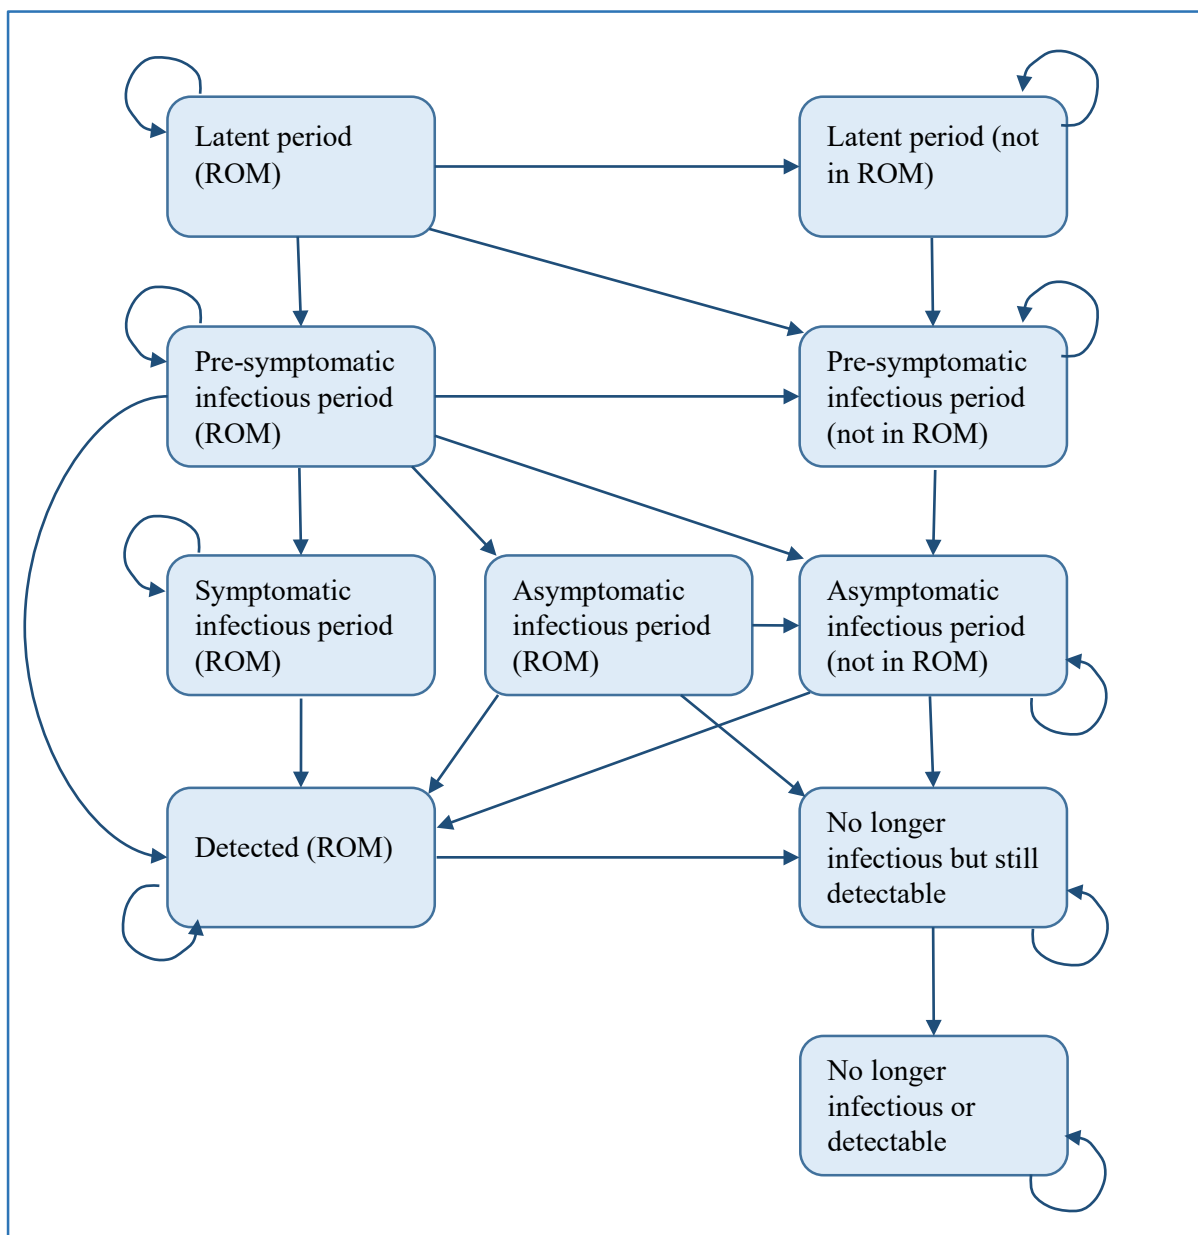 Latent period
(ROM)
Latent period (not
in ROM)
Pre-symptomatic
infectious period
(ROM)
Pre-symptomatic
infectious period
(not in ROM)
Symptomatic
infectious period
(ROM)
Asymptomatic
infectious period
(ROM)
Asymptomatic
infectious period
(not in ROM)
Detected (ROM)
No longer
infectious but still
detectable
No longer
infectious or
detectable